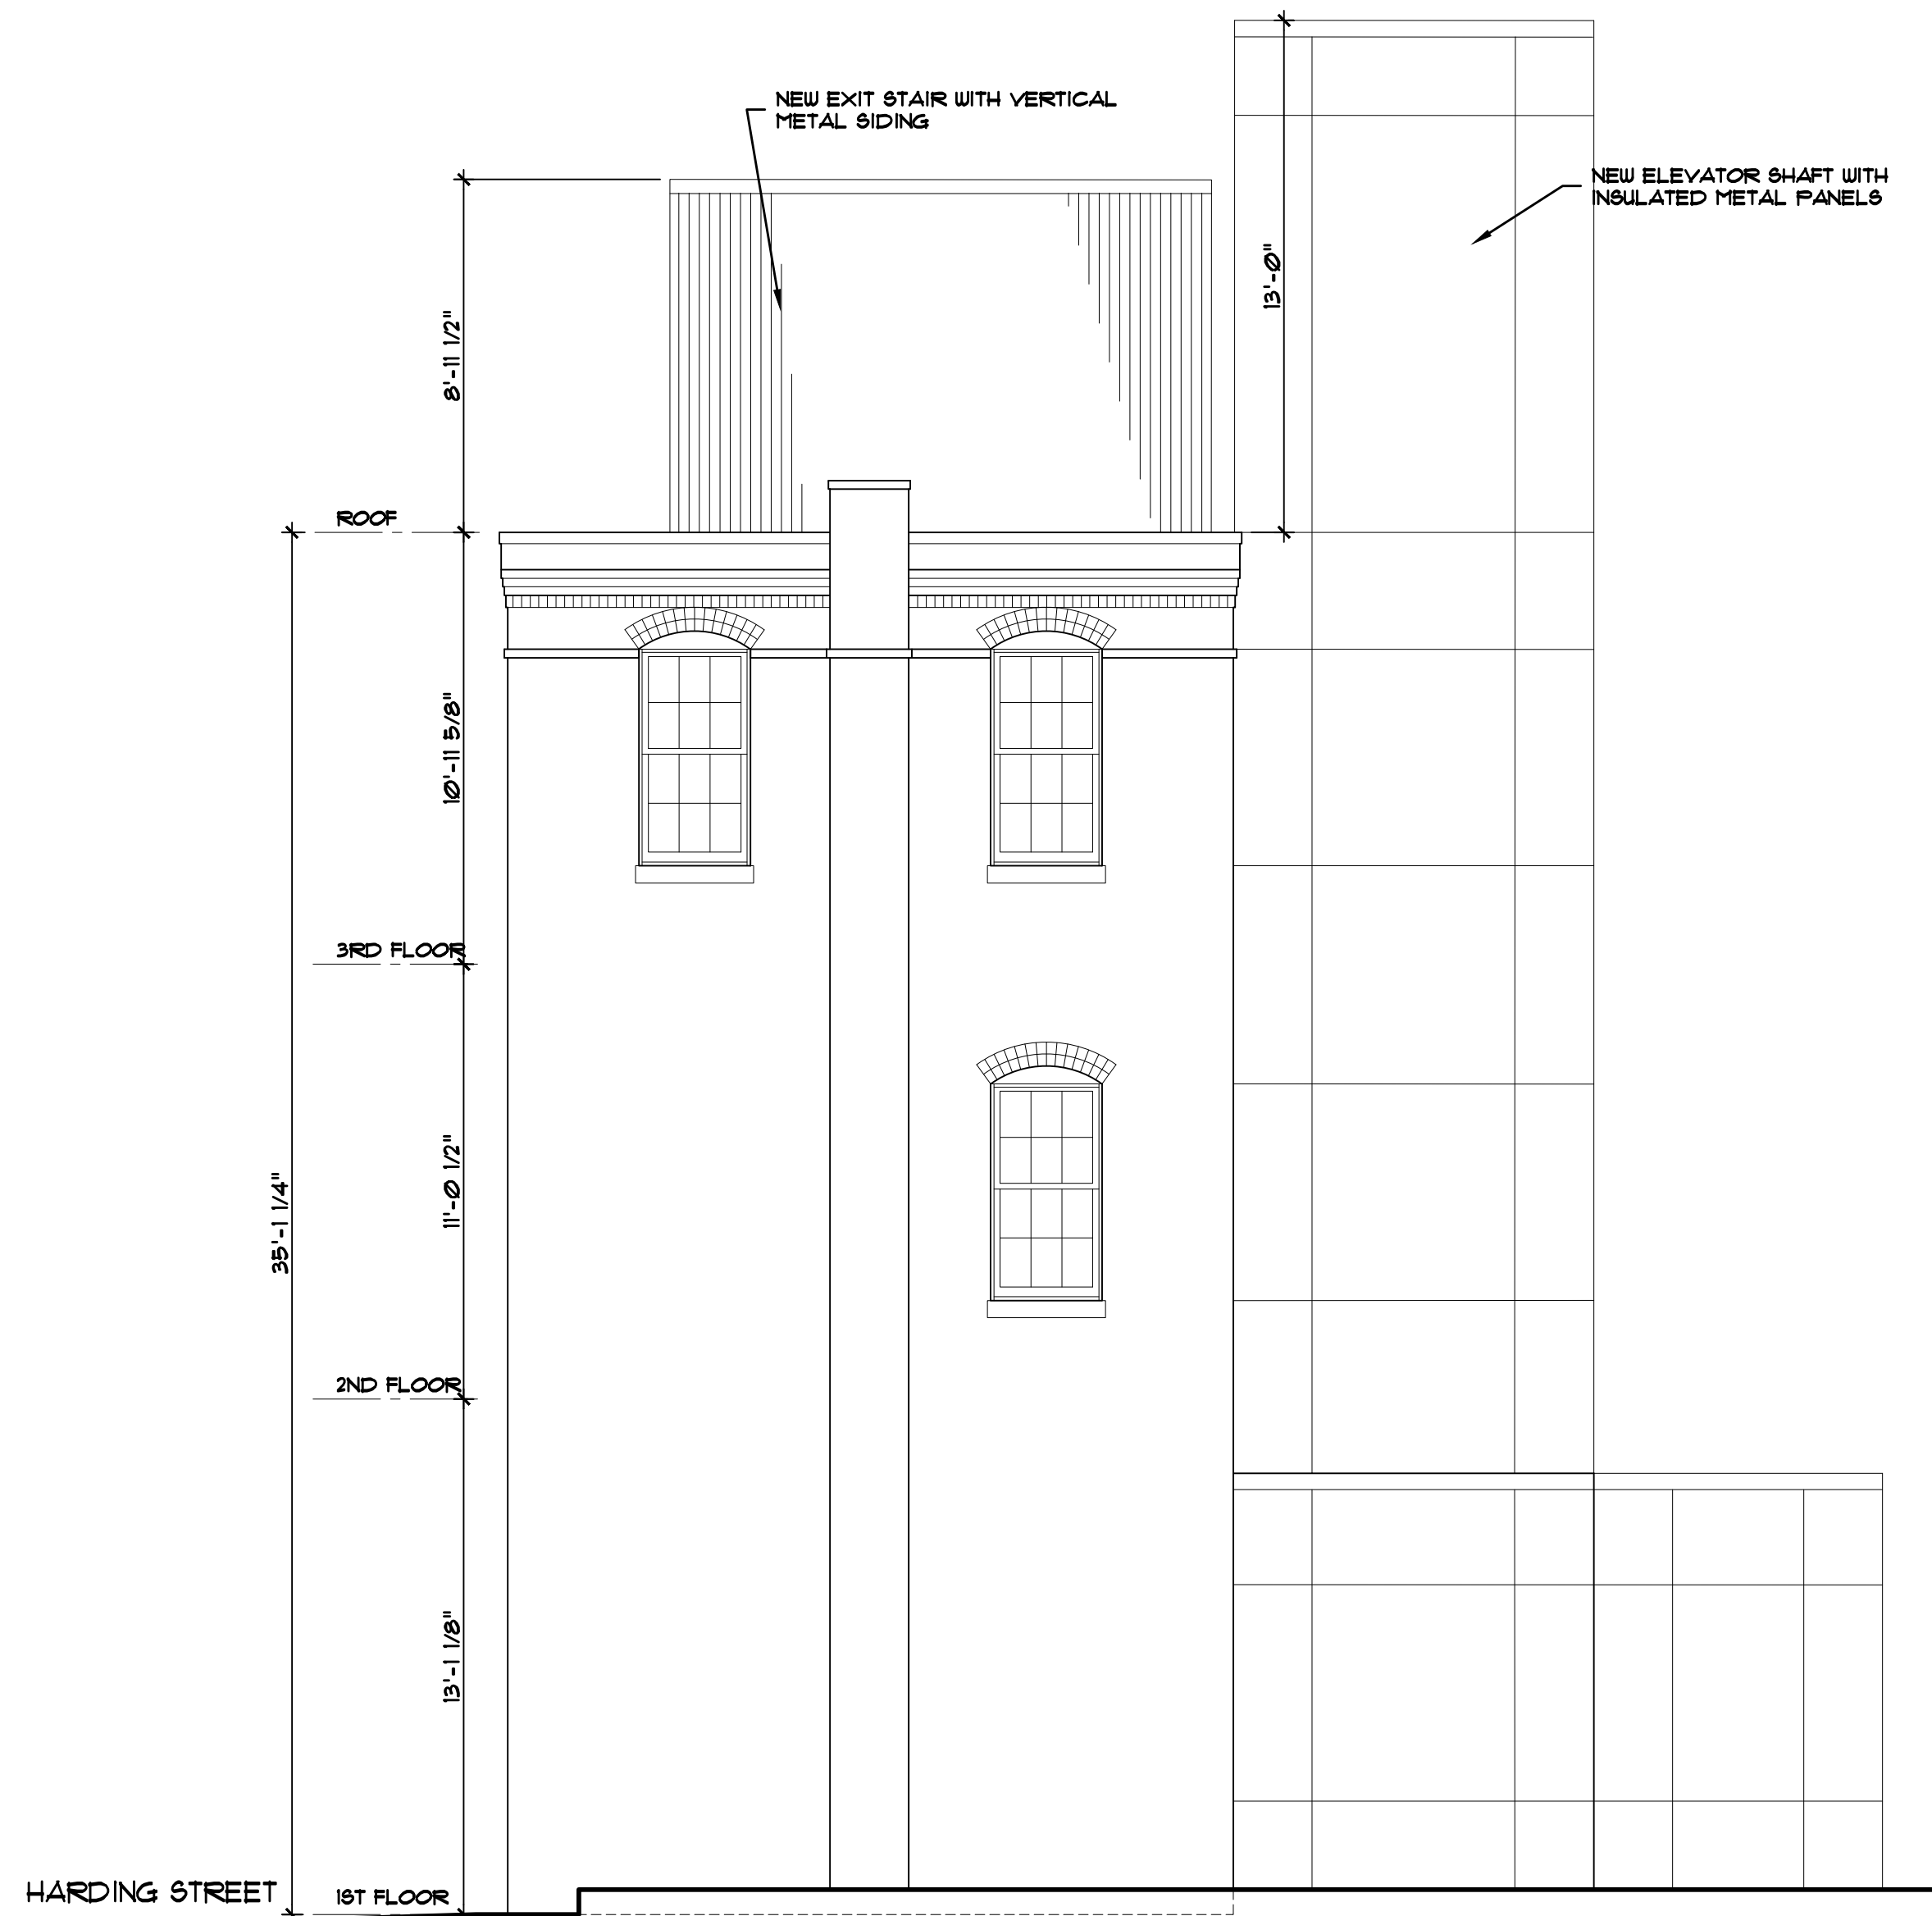 NEW EXIT STAIR WITH VERTICAL
METAL SIDING
NEW ELEVATOR SHAFT WITH
INSULATED METAL PANELS
13'-0"
8'-11 1/2"
ROOF
10'-11 5/8"
3RD FLOOR
11'-0 1/2"
35'-1 1/4"
2ND FLOOR
13'-1 1/8"
HARDING STREET
1ST FLOOR